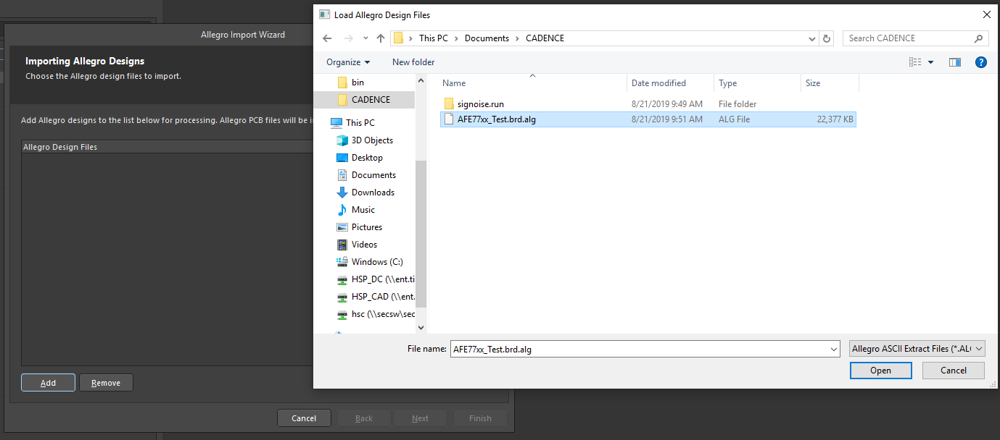 Allegro Import Wizard
Importing Allegro Designs
Choose the Allegro design files to import.
Add Allegro designs to the list below for processing. Allegro PCB files will be i
Allegro Design Files
Add
Remove
Cancel
Back
Next
Finish
Load Allegro Design Files
This PC > Documents > CADENCE
Search CADENCE
Organize
New folder
bin
CADENCE
This PC
3D Objects
Desktop
Documents
Downloads
Music
Pictures
Videos
Windows (C:)
HSP_DC (\\ent.ti
HSP_CAD (\\ent.
hsc (\\secsw\sec
Name Date modified Type Size
signoise.run 8/21/2019 9:49 AM File folder
AFE77xx_Test.brd.alg 8/21/2019 9:51 AM ALG File 22,377 KB
File name: AFE77xx_Test.brd.alg
Allegro ASCII Extract Files (*.AL
Open
Cancel